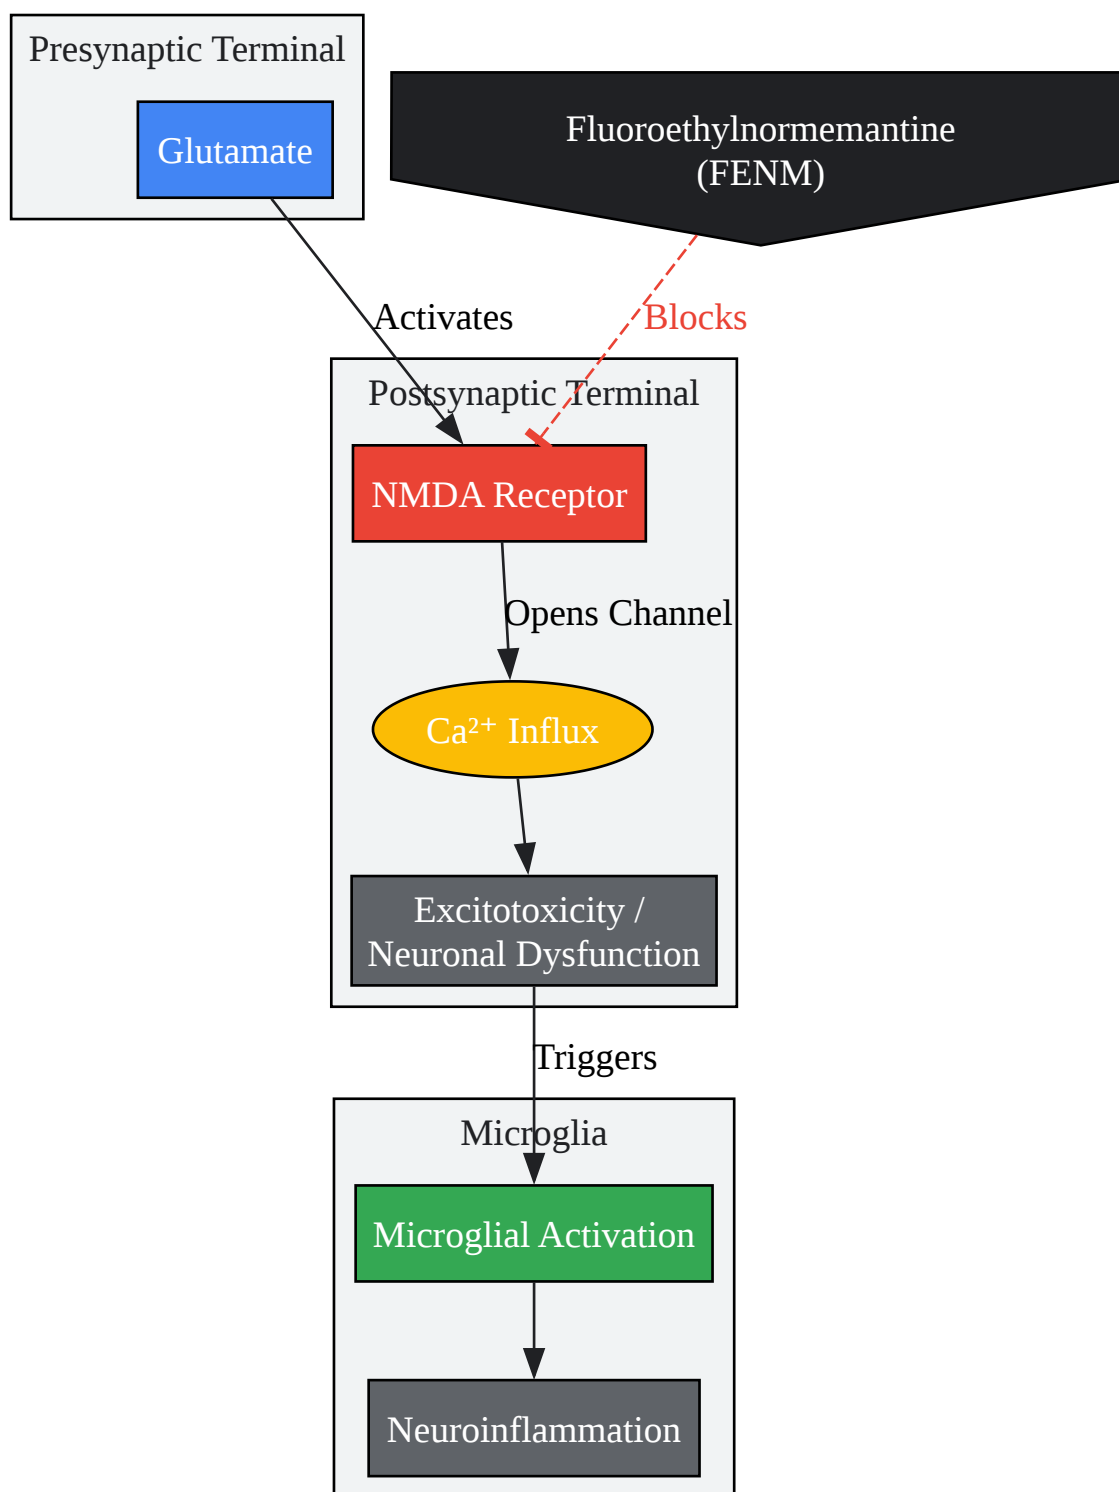 Presynaptic Terminal
Glutamate
Fluoroethylnormemantine
(FENM)
Activates
Blocks
Postsynaptic Terminal
NMDA Receptor
Opens Channel
Ca²⁺ Influx
Excitotoxicity /
Neuronal Dysfunction
Triggers
Microglia
Microglial Activation
Neuroinflammation